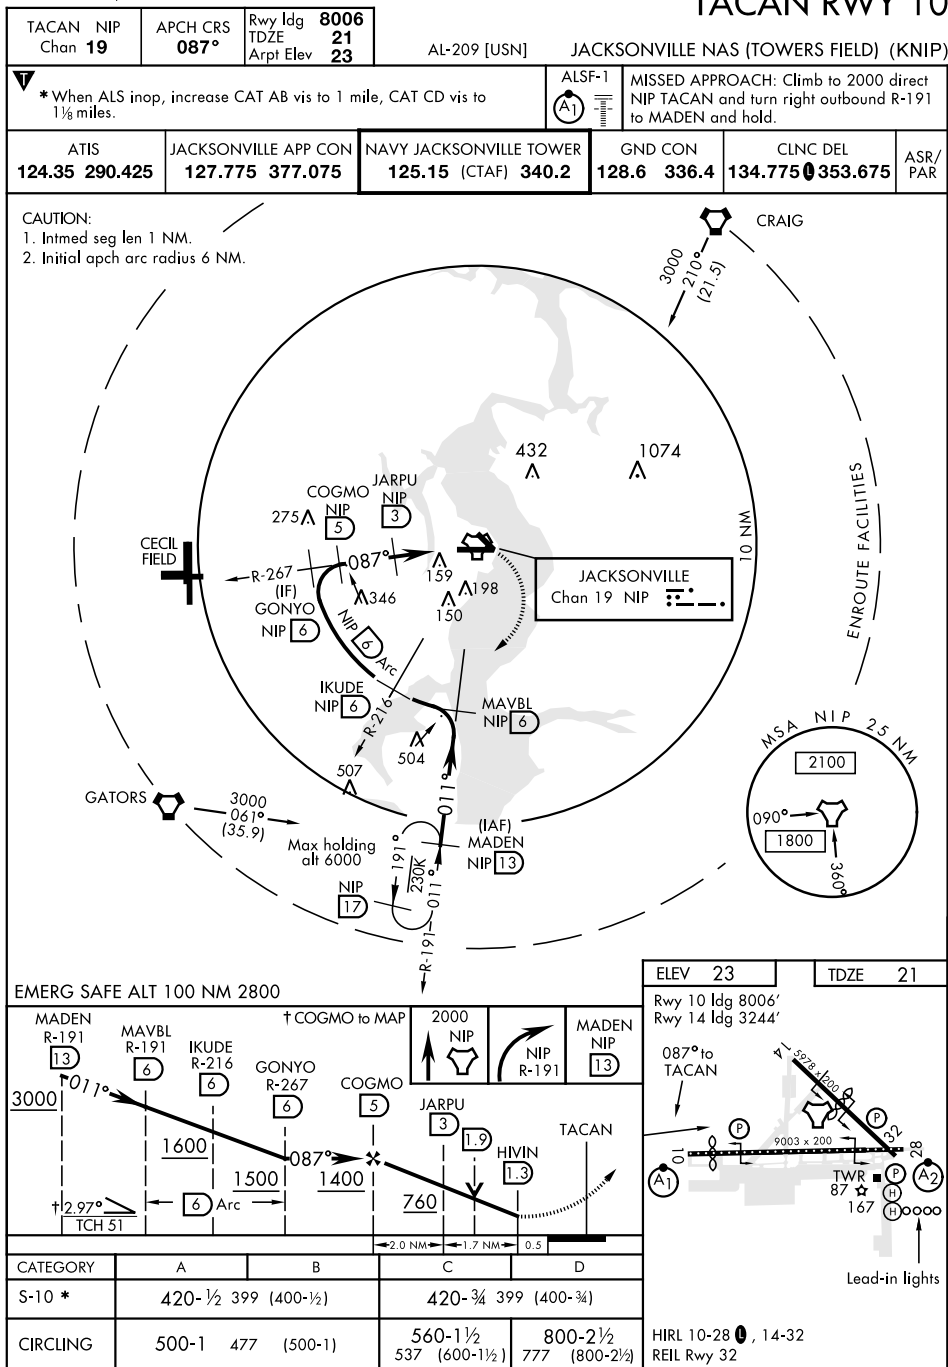 TACAN RWY 10
TACAN NIP
Chan 19
APCH CRS
087°
Rwy ldg 8006
TDZE 21
Arpt Elev 23
AL-209 [USN]
JACKSONVILLE NAS (TOWERS FIELD) (KNIP)
T
* When ALS inop, increase CAT AB vis to 1 mile, CAT CD vis to
1⅛ miles.
ALSF-1
A1
MISSED APPROACH: Climb to 2000 direct
NIP TACAN and turn right outbound R-191
to MADEN and hold.
ATIS
124.35 290.425
JACKSONVILLE APP CON
127.775 377.075
NAVY JACKSONVILLE TOWER
125.15 (CTAF) 340.2
GND CON
128.6 336.4
CLNC DEL
134.775 L 353.675
ASR/
PAR
CAUTION:
1. Intmed seg len 1 NM.
2. Initial apch arc radius 6 NM.
CRAIG
3000
210°
(21.5)
432
1074
JARPU
NIP
3
COGMO
NIP
5
275
CECIL
FIELD
087°
R-267
(IF)
GONYO
NIP 6
346
159
198
150
10 NM
ENROUTE FACILITIES
JACKSONVILLE
Chan 19 NIP
NIP 6 Arc
IKUDE
NIP 6
R-216
MAVBL
NIP 6
504
507
GATORS
3000
061°
(35.9)
011°
(IAF)
MADEN
NIP 13
Max holding
alt 6000
191°
230K
011°
NIP
17
R-191
MSA NIP 25 NM
2100
090°
1800
360°
EMERG SAFE ALT 100 NM 2800
ELEV 23
TDZE 21
Rwy 10 ldg 8006'
Rwy 14 ldg 3244'
087° to
TACAN
14
5978 x 200
P
P
9003 x 200
10
32
28
A1
TWR
87
167
P
A2
H
H
Lead-in lights
HIRL 10-28 L , 14-32
REIL Rwy 32
MADEN
R-191
13
MAVBL
R-191
6
IKUDE
R-216
6
GONYO
R-267
6
† COGMO to MAP
COGMO
5
2000
NIP
NIP
R-191
MADEN
NIP
13
JARPU
3
1.9
HIVIN
1.3
TACAN
011°
3000
1600
1500
087°
1400
760
† 2.97°
TCH 51
6 Arc
2.0 NM
1.7 NM
0.5
CATEGORY A B C D
S-10 * 420-½ 399 (400-½) 420-¾ 399 (400-¾)
CIRCLING 500-1 477 (500-1) 560-1½ 537 (600-1½) 800-2½ 777 (800-2½)